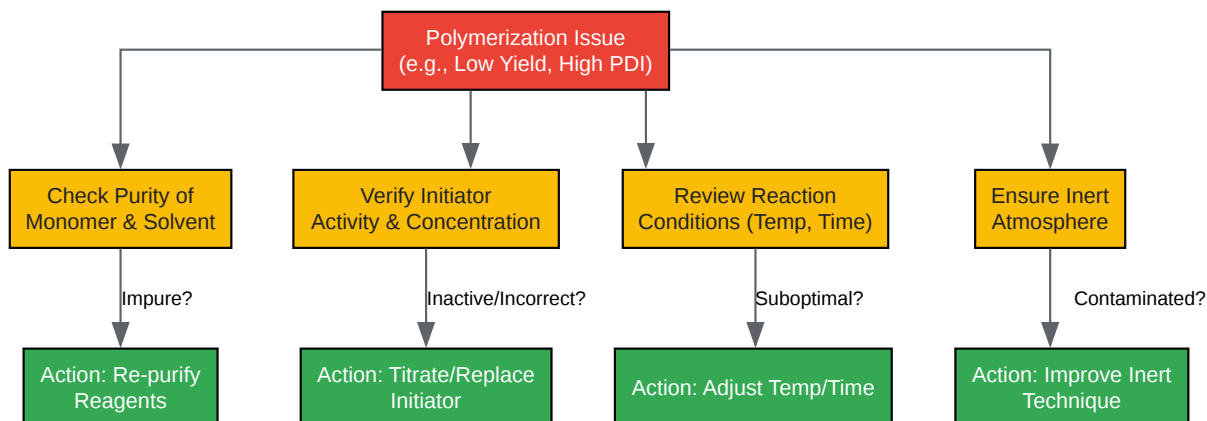 Polymerization Issue
(e.g., Low Yield, High PDI)
Check Purity of
Monomer & Solvent
Verify Initiator
Activity & Concentration
Review Reaction
Conditions (Temp, Time)
Ensure Inert
Atmosphere
Impure?
Inactive/Incorrect?
Suboptimal?
Contaminated?
Action: Re-purify
Reagents
Action: Titrate/Replace
Initiator
Action: Adjust Temp/Time
Action: Improve Inert
Technique